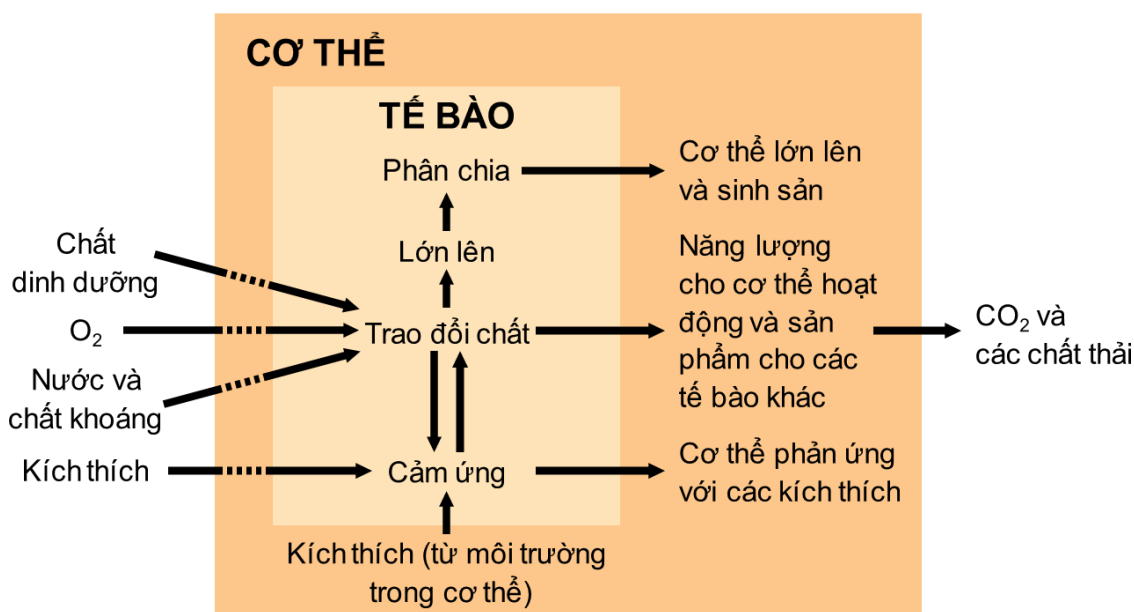 CƠ THỂ
TẾ BÀO
Phân chia
Cơ thể lớn lên
và sinh sản
Lớn lên
Chất
dinh dưỡng
O₂
Nước và
chất khoáng
Trao đổi chất
Năng lượng
cho cơ thể hoạt
động và sản
phẩm cho các
tế bào khác
CO₂ và
các chất thải
Kích thích
Cảm ứng
Cơ thể phản ứng
với các kích thích
Kích thích (từ môi trường
trong cơ thể)